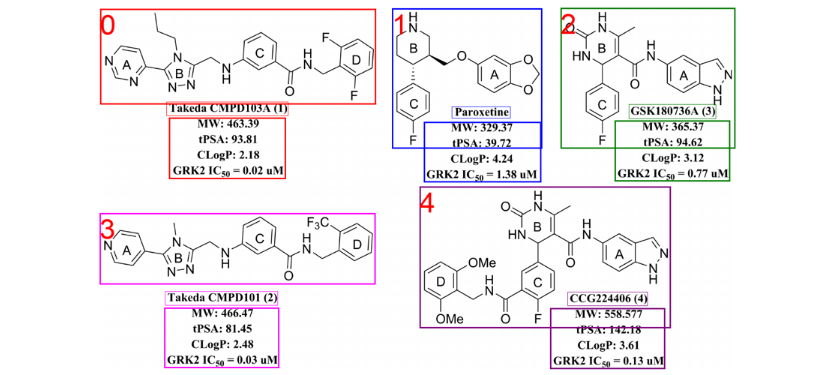 0
N
N
A
N
N
N
B
N
H
C
O
H
N
F
F
D
Takeda CMPD103A (1)
MW: 463.39
tPSA: 93.81
CLogP: 2.18
GRK2 IC50 = 0.02 uM
1
H
N
B
O
A
O
O
C
F
Paroxetine
MW: 329.37
tPSA: 39.72
CLogP: 4.24
GRK2 IC50 = 1.38 uM
2
H
N
O
B
HN
H
N
O
A
N
N
H
C
F
GSK180736A (3)
MW: 365.37
tPSA: 94.62
CLogP: 3.12
GRK2 IC50 = 0.77 uM
3
N
A
N
B
N
N
N
H
C
O
H
N
F3C
D
Takeda CMPD101 (2)
MW: 466.47
tPSA: 81.45
CLogP: 2.48
GRK2 IC50 = 0.03 uM
4
H
N
O
B
HN
H
N
O
A
N
N
H
OMe
D
H
N
C
OMe
O
F
CCG224406 (4)
MW: 558.577
tPSA: 142.18
CLogP: 3.61
GRK2 IC50 = 0.13 uM